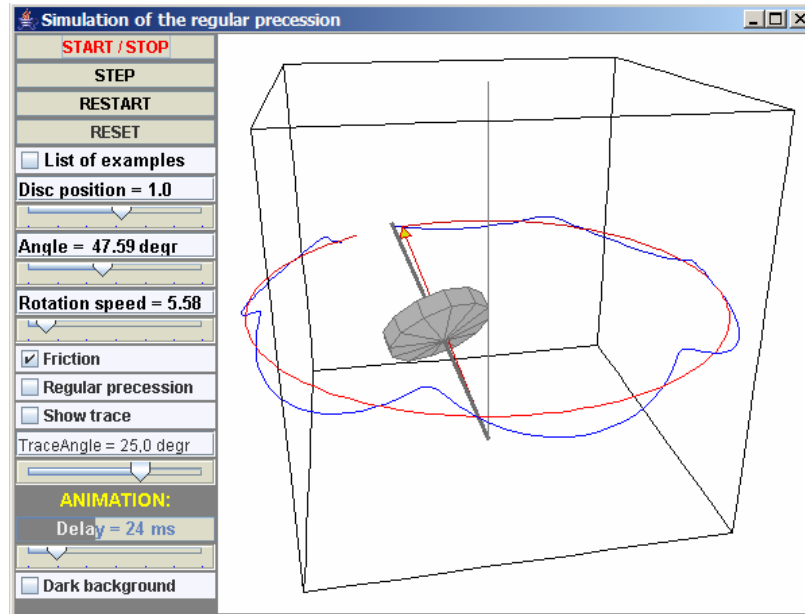 Simulation of the regular precession
START / STOP
STEP
RESTART
RESET
List of examples
Disc position = 1.0
Angle = 47.59 degr
Rotation speed = 5.58
Friction
Regular precession
Show trace
TraceAngle = 25,0 degr
ANIMATION:
Delay = 24 ms
Dark background